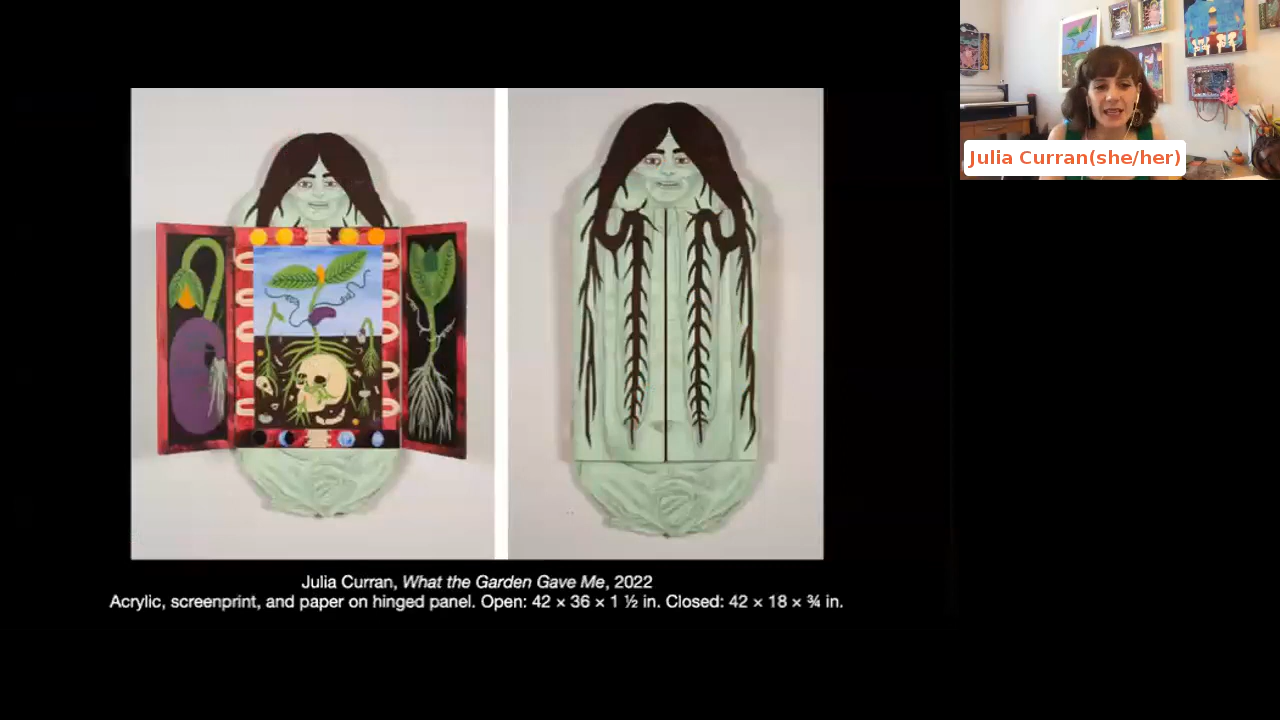 Julia Curran(she/her)
Julia Curran, What the Garden Gave Me, 2022
Acrylic, screenprint, and paper on hinged panel. Open: 42 × 36 × 1 ½ in. Closed: 42 × 18 × ¾ in.